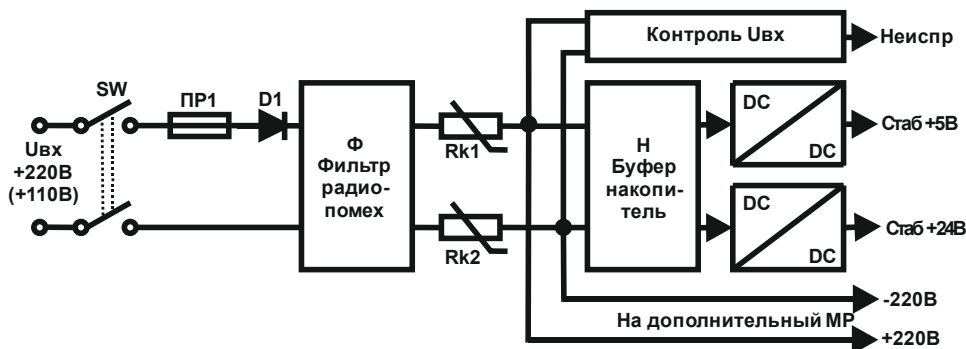 Контроль Uвх
Неиспр
SW
ПР1
D1
Uвх
+220В
(+110В)
Ф
Фильтр
радио-
помех
Rk1
Rk2
Н
Буфер
накопи-
тель
DC
DC
Стаб +5В
DC
DC
Стаб +24В
-220В
На дополнительный МР
+220В